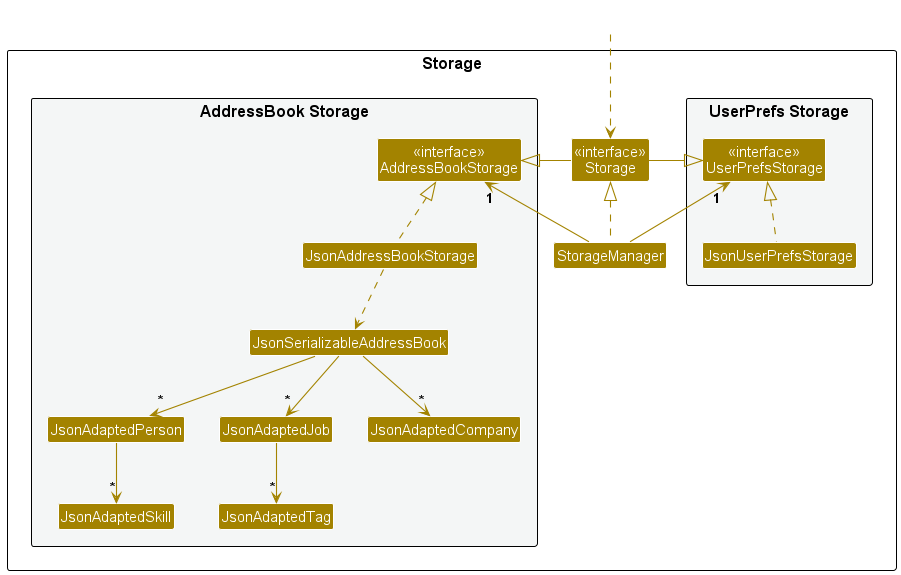 Storage
AddressBook Storage
UserPrefs Storage
«interface»
AddressBookStorage
«interface»
Storage
«interface»
UserPrefsStorage
1
1
JsonAddressBookStorage
StorageManager
JsonUserPrefsStorage
JsonSerializableAddressBook
*
*
*
JsonAdaptedPerson
JsonAdaptedJob
JsonAdaptedCompany
*
*
JsonAdaptedSkill
JsonAdaptedTag